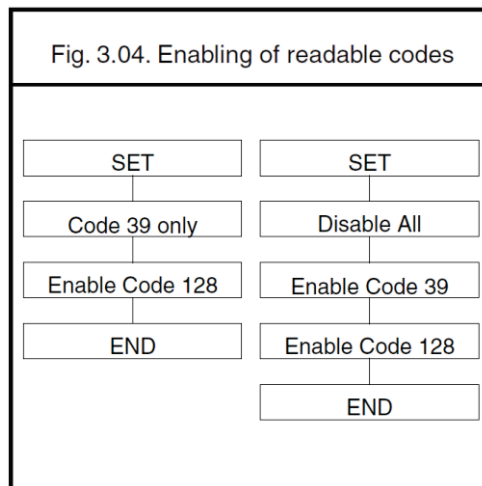 Fig. 3.04. Enabling of readable codes
SET
Code 39 only
Enable Code 128
END
SET
Disable All
Enable Code 39
Enable Code 128
END